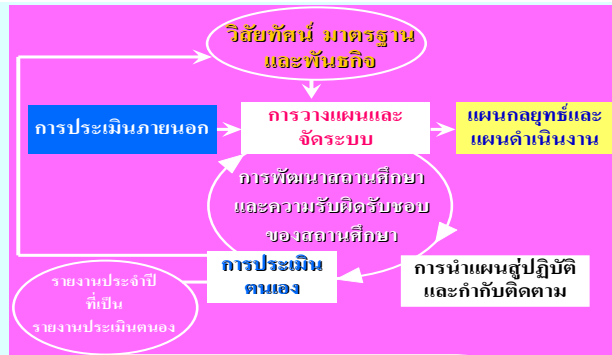 วิสัยทัศน์ มาตรฐาน
และพันธกิจ
การประเมินภายนอก
การวางแผนและ
จัดระบบ
แผนกลยุทธ์และ
แผนดำเนินงาน
การพัฒนาสถานศึกษา
และความรับผิดรับชอบ
ของสถานศึกษา
การประเมิน
ตนเอง
การนำแผนสู่ปฏิบัติ
และกำกับติดตาม
รายงานประจำปี
ที่เป็น
รายงานประเมินตนอง